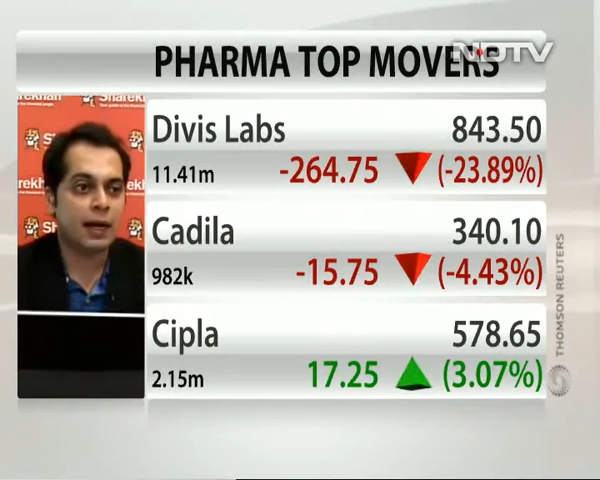 PHARMA TOP MOVERS
NDTV
Sharekhan
Divis Labs 843.50
11.41m -264.75 (-23.89%)
Cadila 340.10
982k -15.75 (-4.43%)
Cipla 578.65
2.15m 17.25 (3.07%)
THOMSON REUTERS